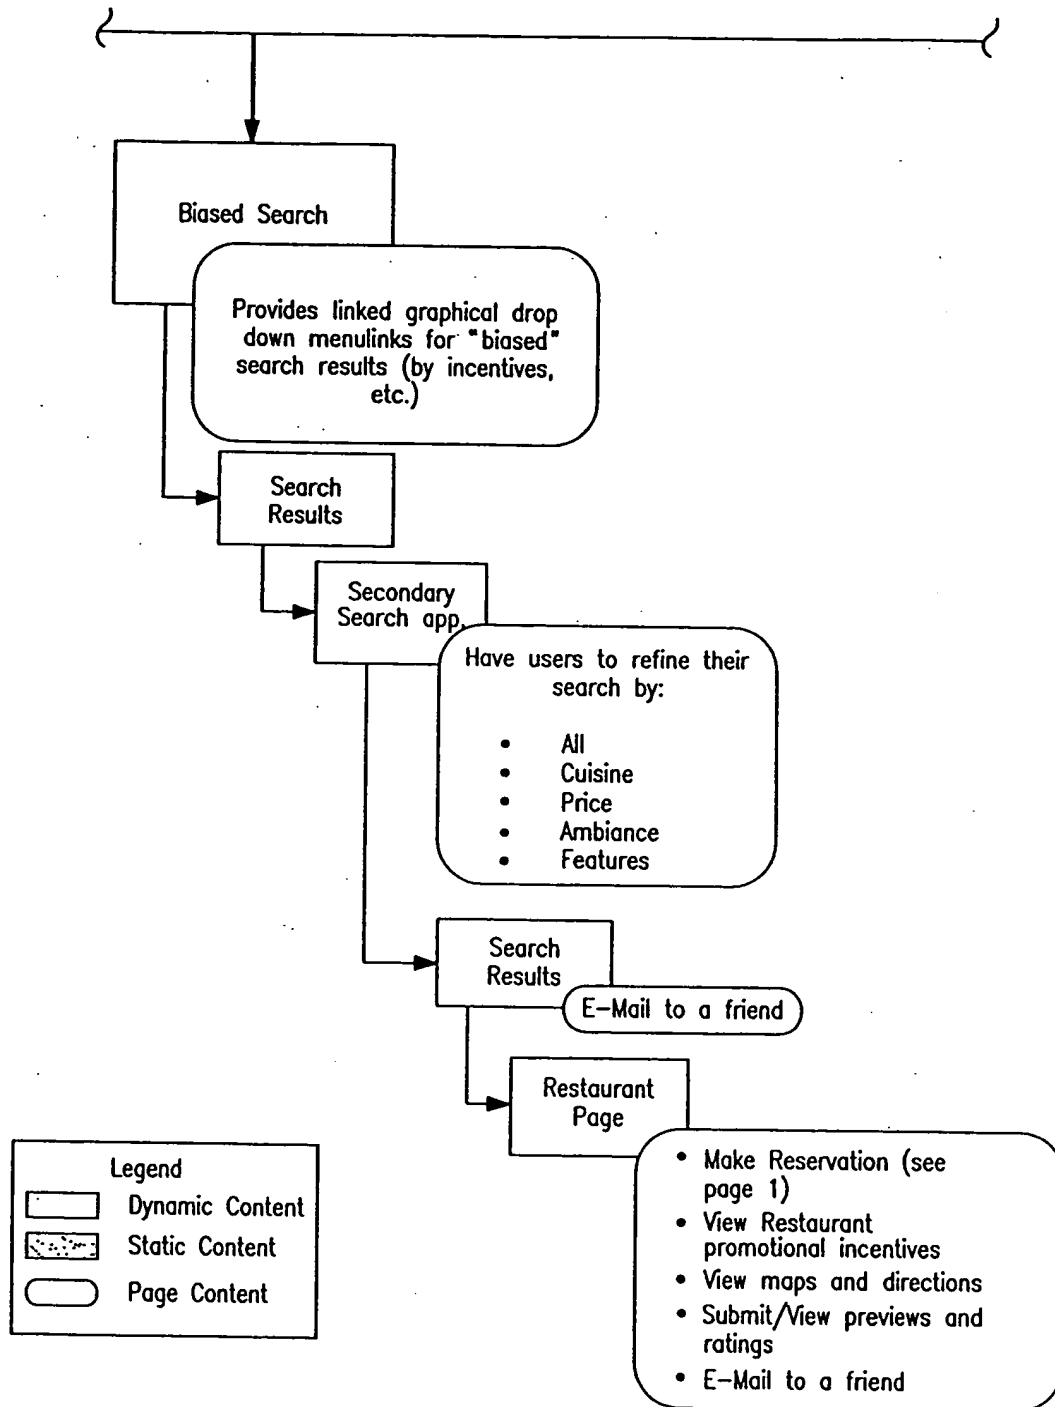 Biased Search
Provides linked graphical drop
down menulinks for "biased"
search results (by incentives,
etc.)
Search
Results
Secondary
Search app.
Have users to refine their
search by:
• All
• Cuisine
• Price
• Ambiance
• Features
Search
Results
E-Mail to a friend
Restaurant
Page
• Make Reservation (see
page 1)
• View Restaurant
promotional incentives
• View maps and directions
• Submit/View previews and
ratings
• E-Mail to a friend
Legend
Dynamic Content
Static Content
Page Content